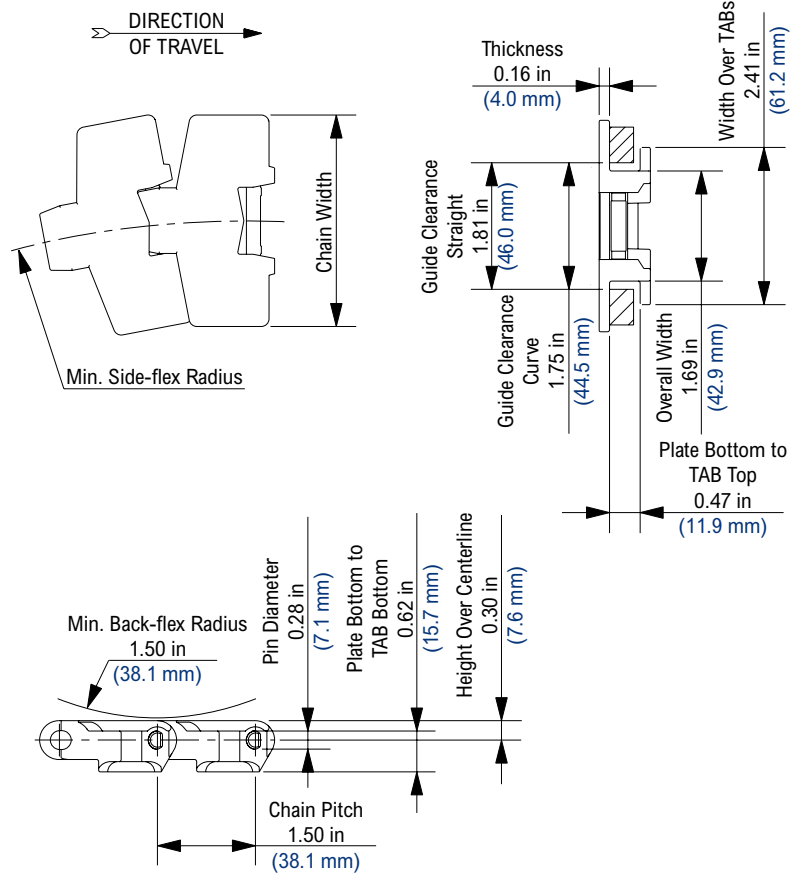 DIRECTION
OF TRAVEL
Chain Width
Min. Side-flex Radius
Thickness
0.16 in
(4.0 mm)
Width Over TABs
2.41 in
(61.2 mm)
Guide Clearance
Straight
1.81 in
(46.0 mm)
Guide Clearance
Curve
1.75 in
(44.5 mm)
Overall Width
1.69 in
(42.9 mm)
Plate Bottom to
TAB Top
0.47 in
(11.9 mm)
Min. Back-flex Radius
1.50 in
(38.1 mm)
Pin Diameter
0.28 in
(7.1 mm)
Plate Bottom to
TAB Bottom
0.62 in
(15.7 mm)
Height Over Centerline
0.30 in
(7.6 mm)
Chain Pitch
1.50 in
(38.1 mm)